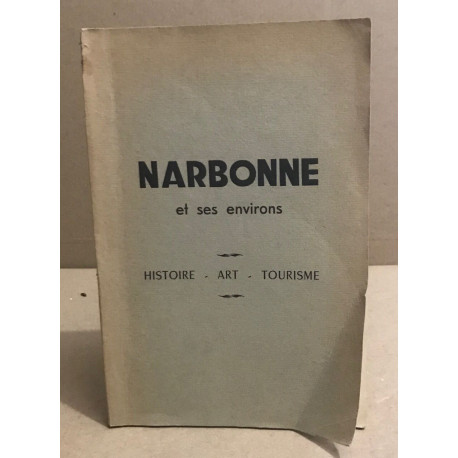 NARBONNE
et ses environs
HISTOIRE - ART - TOURISME